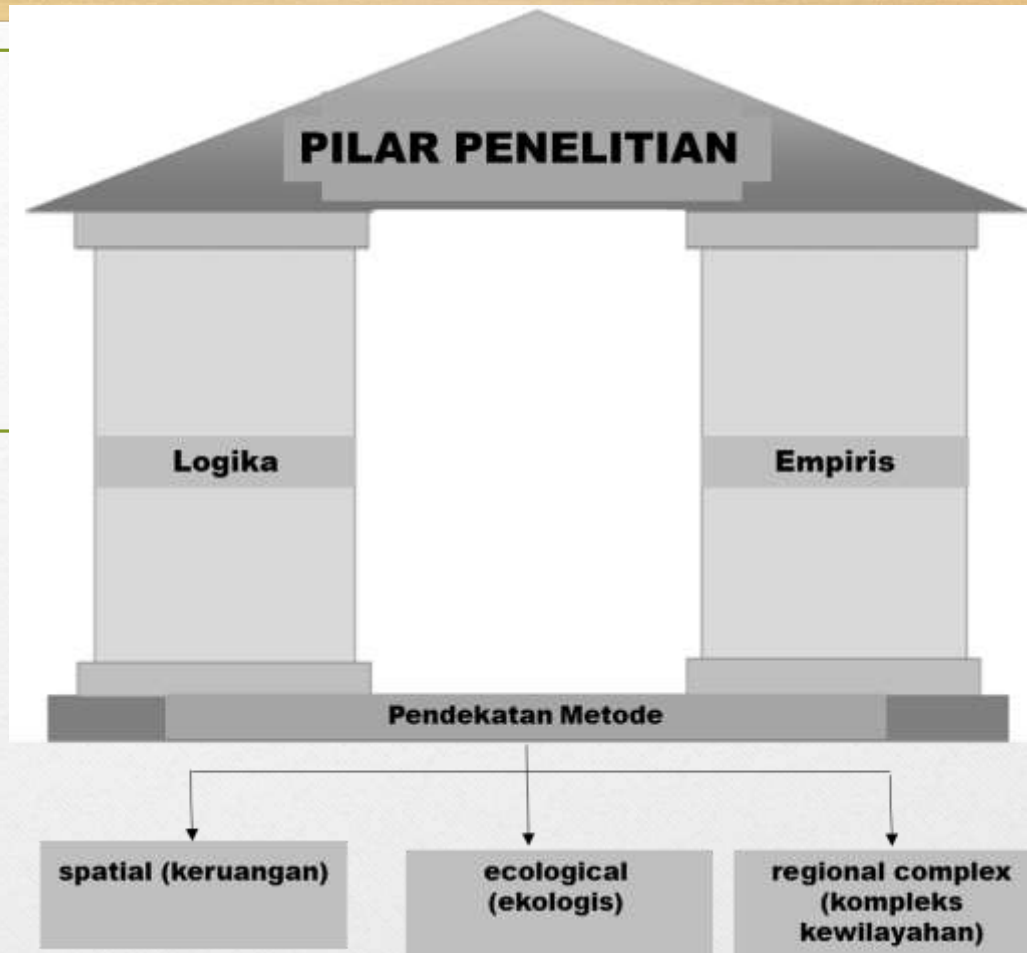 PILAR PENELITIAN
Logika
Empiris
Pendekatan Metode
spatial (keruangan)
ecological
(ekologis)
regional complex
(kompleks
kewilayahan)